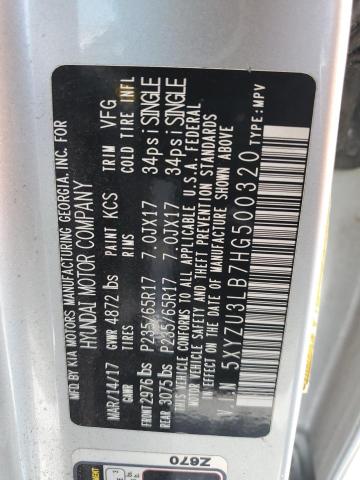 MFD. BY KIA MOTORS MANUFACTURING GEORGIA, INC. FOR
HYUNDAI MOTOR COMPANY
MAR/14/17 GVWR 4872 lbs PAINT KCS TRIM VFG
GAWR RIMS COLD TIRE INFL
FRONT 2976 lbs P235/65R17 7.0JX17 34psi SINGLE
REAR 3075 lbs P235/65R17 7.0JX17 34psi SINGLE
THIS VEHICLE CONFORMS TO ALL APPLICABLE U.S.A. FEDERAL
MOTOR VEHICLE SAFETY AND THEFT PREVENTION STANDARDS
IN EFFECT ON THE DATE OF MANUFACTURE SHOWN ABOVE
V.I.N 5XYZU3LB7HG500320 TYPE:MPV
Z670